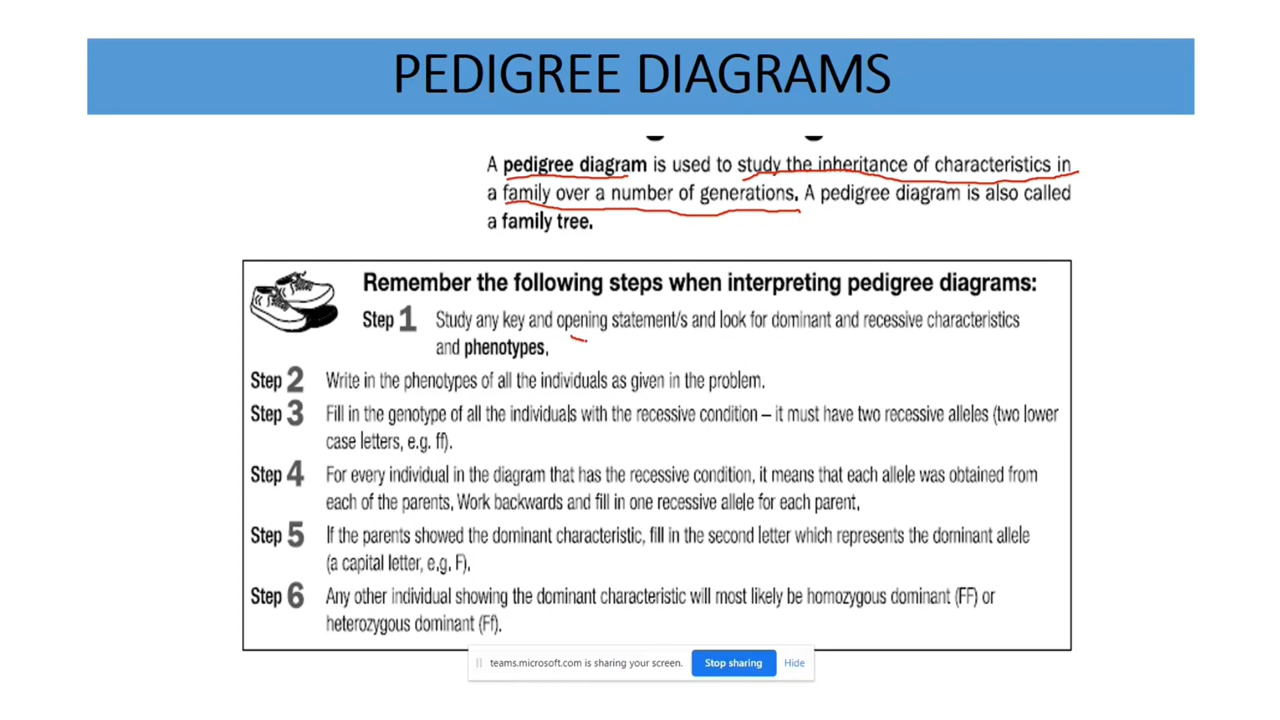 PEDIGREE DIAGRAMS
A pedigree diagram is used to study the inheritance of characteristics in
a family over a number of generations. A pedigree diagram is also called
a family tree.
Remember the following steps when interpreting pedigree diagrams:
Step 1 Study any key and opening statement/s and look for dominant and recessive characteristics
and phenotypes.
Step 2 Write in the phenotypes of all the individuals as given in the problem.
Step 3 Fill in the genotype of all the individuals with the recessive condition – it must have two recessive alleles (two lower
case letters, e.g. ff).
Step 4 For every individual in the diagram that has the recessive condition, it means that each allele was obtained from
each of the parents. Work backwards and fill in one recessive allele for each parent.
Step 5 If the parents showed the dominant characteristic, fill in the second letter which represents the dominant allele
(a capital letter, e.g. F).
Step 6 Any other individual showing the dominant characteristic will most likely be homozygous dominant (FF) or
heterozygous dominant (Ff).
teams.microsoft.com is sharing your screen. Stop sharing Hide